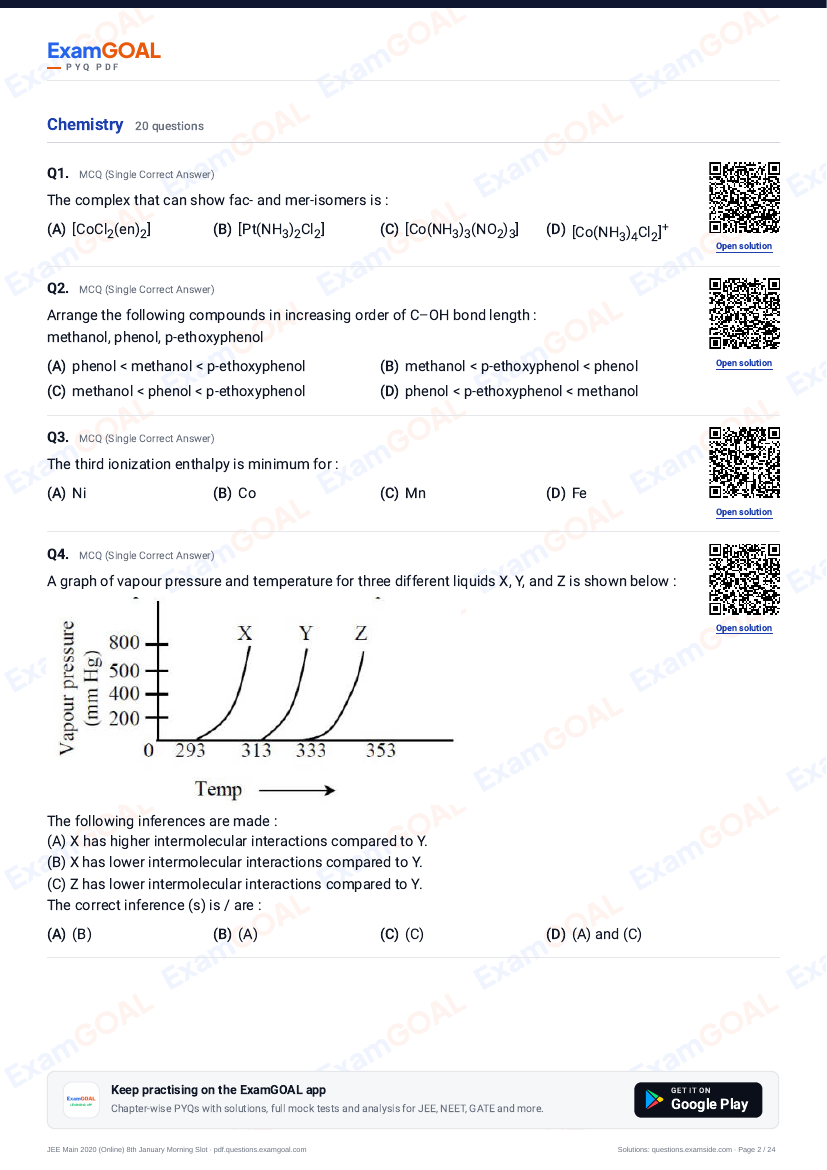 ExamGOAL
PYQ PDF
Chemistry 20 questions
Q1. MCQ (Single Correct Answer)
The complex that can show fac- and mer-isomers is :
(A) [CoCl₂(en)₂] (B) [Pt(NH₃)₂Cl₂] (C) [Co(NH₃)₃(NO₂)₃] (D) [Co(NH₃)₄Cl₂]⁺
Open solution
Q2. MCQ (Single Correct Answer)
Arrange the following compounds in increasing order of C–OH bond length :
methanol, phenol, p-ethoxyphenol
Open solution
(A) phenol < methanol < p-ethoxyphenol (B) methanol < p-ethoxyphenol < phenol
(C) methanol < phenol < p-ethoxyphenol (D) phenol < p-ethoxyphenol < methanol
Q3. MCQ (Single Correct Answer)
The third ionization enthalpy is minimum for :
(A) Ni (B) Co (C) Mn (D) Fe
Open solution
Q4. MCQ (Single Correct Answer)
A graph of vapour pressure and temperature for three different liquids X, Y, and Z is shown below :
Open solution
Vapour pressure
(mm Hg)
X Y Z
800
500
400
200
0 293 313 333 353
Temp
The following inferences are made :
(A) X has higher intermolecular interactions compared to Y.
(B) X has lower intermolecular interactions compared to Y.
(C) Z has lower intermolecular interactions compared to Y.
The correct inference (s) is / are :
(A) (B) (B) (A) (C) (C) (D) (A) and (C)
Keep practising on the ExamGOAL app
Chapter-wise PYQs with solutions, full mock tests and analysis for JEE, NEET, GATE and more.
GET IT ON
Google Play
JEE Main 2020 (Online) 8th January Morning Slot · pdf.questions.examgoal.com
Solutions: questions.examside.com · Page 2 / 24